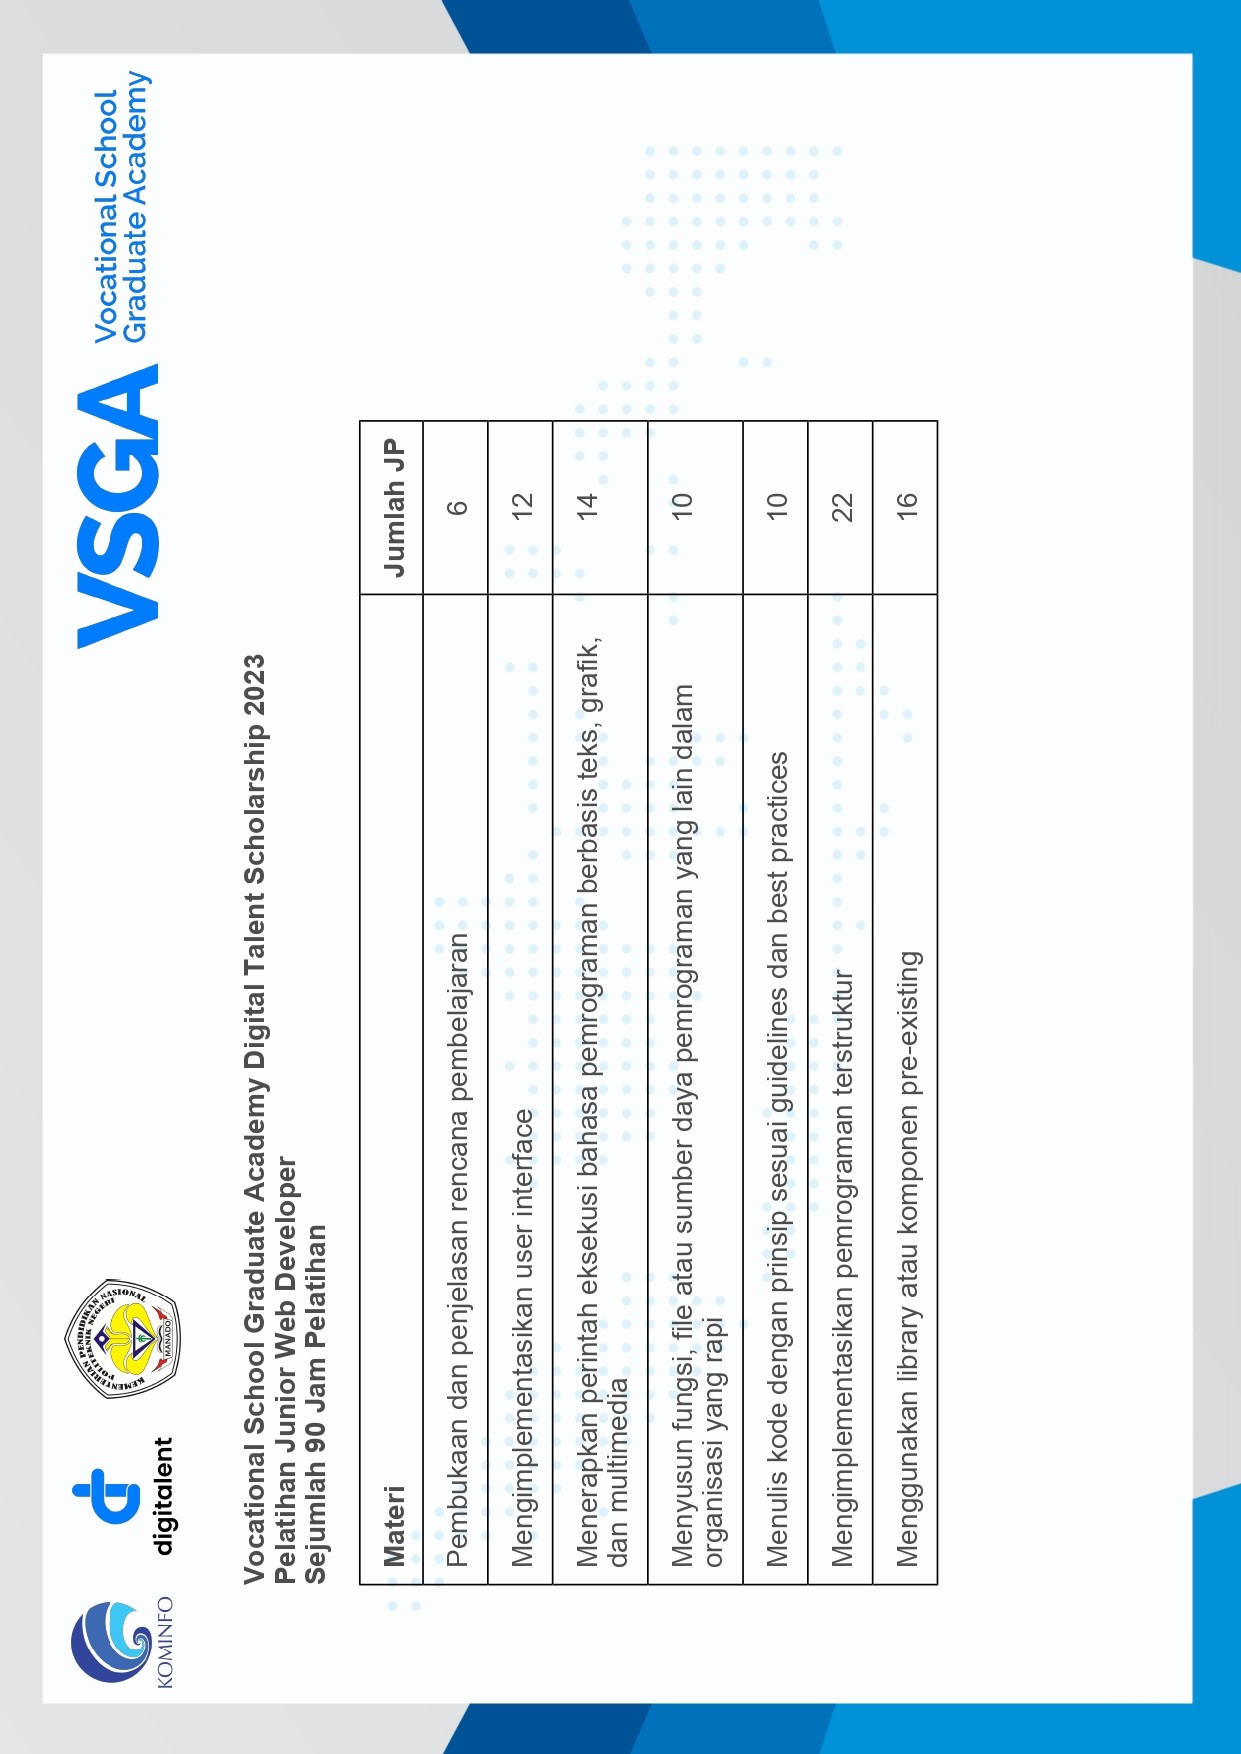 KOMINFO
digitalent
KEMENTERIAN PENDIDIKAN NASIONAL
POLITEKNIK NEGERI
MANADO
VSGA
Vocational School
Graduate Academy
Vocational School Graduate Academy Digital Talent Scholarship 2023
Pelatihan Junior Web Developer
Sejumlah 90 Jam Pelatihan
Materi Jumlah JP
Pembukaan dan penjelasan rencana pembelajaran 6
Mengimplementasikan user interface 12
Menerapkan perintah eksekusi bahasa pemrograman berbasis teks, grafik, 14
dan multimedia
Menyusun fungsi, file atau sumber daya pemrograman yang lain dalam 10
organisasi yang rapi
Menulis kode dengan prinsip sesuai guidelines dan best practices 10
Mengimplementasikan pemrograman terstruktur 22
Menggunakan library atau komponen pre-existing 16